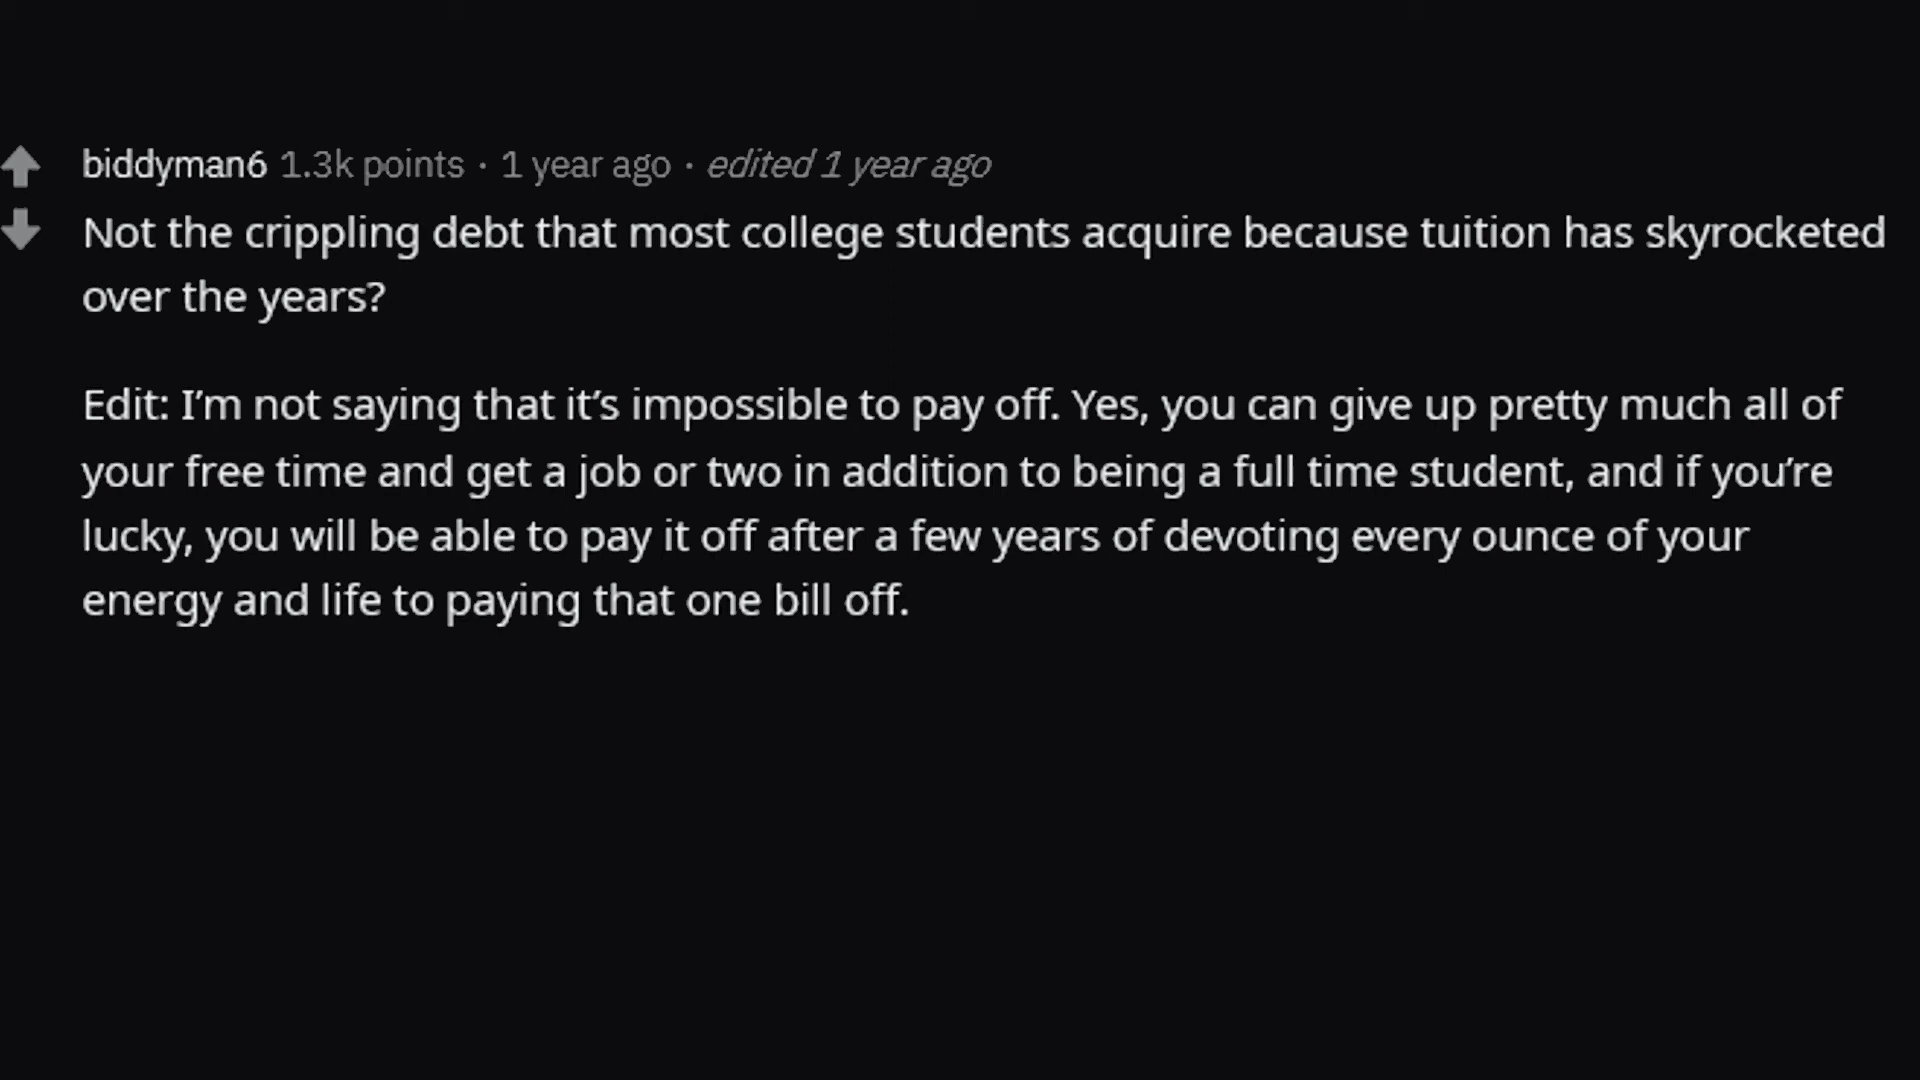 biddyman6 1.3k points · 1 year ago · edited 1 year ago
Not the crippling debt that most college students acquire because tuition has skyrocketed
over the years?
Edit: I’m not saying that it’s impossible to pay off. Yes, you can give up pretty much all of
your free time and get a job or two in addition to being a full time student, and if you’re
lucky, you will be able to pay it off after a few years of devoting every ounce of your
energy and life to paying that one bill off.